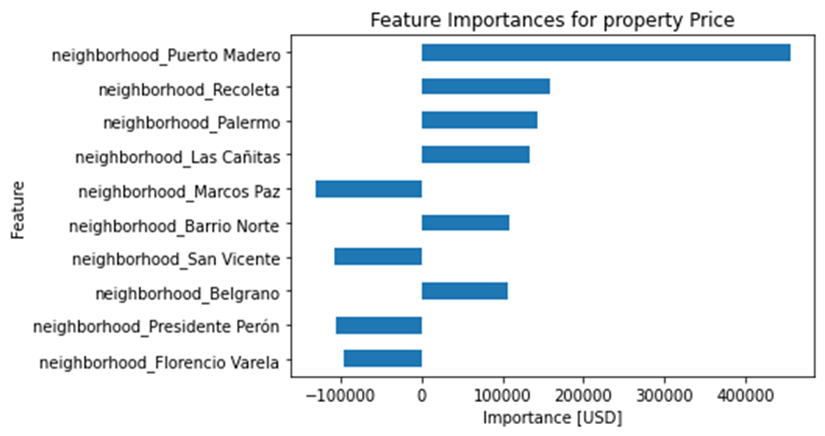 Feature Importances for property Price
Feature
neighborhood_Puerto Madero
neighborhood_Recoleta
neighborhood_Palermo
neighborhood_Las Cañitas
neighborhood_Marcos Paz
neighborhood_Barrio Norte
neighborhood_San Vicente
neighborhood_Belgrano
neighborhood_Presidente Perón
neighborhood_Florencio Varela
−100000 0 100000 200000 300000 400000
Importance [USD]